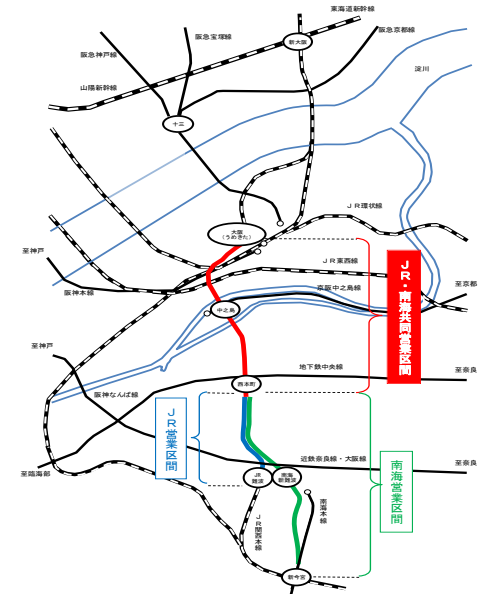 東海道新幹線
阪急宝塚線
阪急京都線
新大阪
阪急神戸線
淀川
山陽新幹線
十三
ＪＲ環状線
大阪
（うめきた）
至神戸
ＪＲ東西線
ＪＲ・南海共同営業区間
阪神本線
京阪中之島線
至京都
中之島
至神戸
地下鉄中央線
至奈良
西本町
阪神なんば線
ＪＲ営業区間
近鉄奈良線・大阪線
至奈良
南海営業区間
至臨海部
JR
難波
南海
新難波
南海本線
ＪＲ関西本線
新今宮